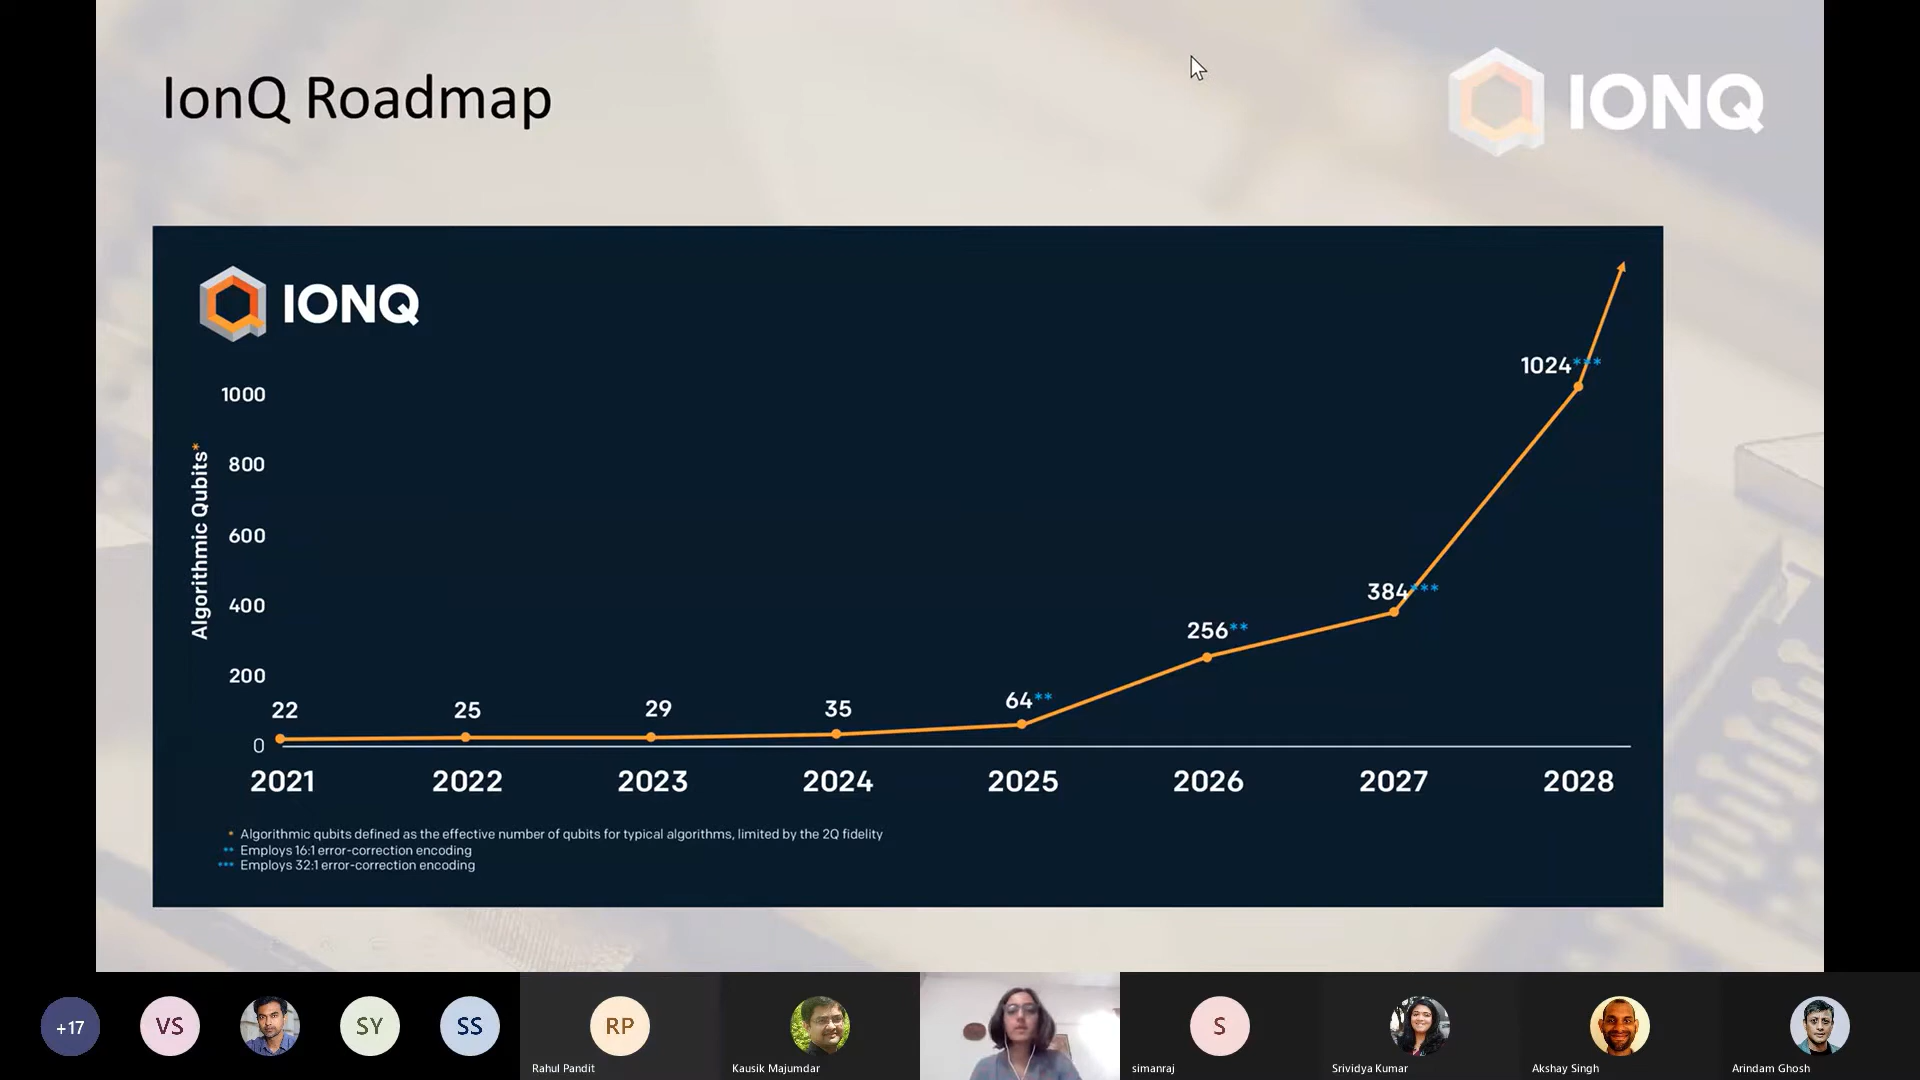 IonQ Roadmap
IONQ
IONQ
1024***
1000
Algorithmic Qubits*
800
600
384***
400
256**
200
64**
22
25
29
35
0
2021
2022
2023
2024
2025
2026
2027
2028
* Algorithmic qubits defined as the effective number of qubits for typical algorithms, limited by the 2Q fidelity
** Employs 16:1 error-correction encoding
*** Employs 32:1 error-correction encoding
+17
VS
SY
SS
RP
S
Rahul Pandit
Kausik Majumdar
simanraj
Srividya Kumar
Akshay Singh
Arindam Ghosh